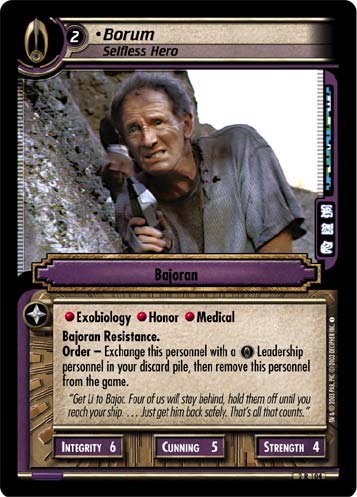 2
•Borum
Selfless Hero
Bajoran
Exobiology Honor Medical
Bajoran Resistance.
Order – Exchange this personnel with a Leadership
personnel in your discard pile, then remove this personnel
from the game.
"Get Li to Bajor. Four of us will stay behind, hold them off until you
reach your ship. ... Just get him back safely. That's all that counts."
INTEGRITY 6 CUNNING 5 STRENGTH 4
2 R 104